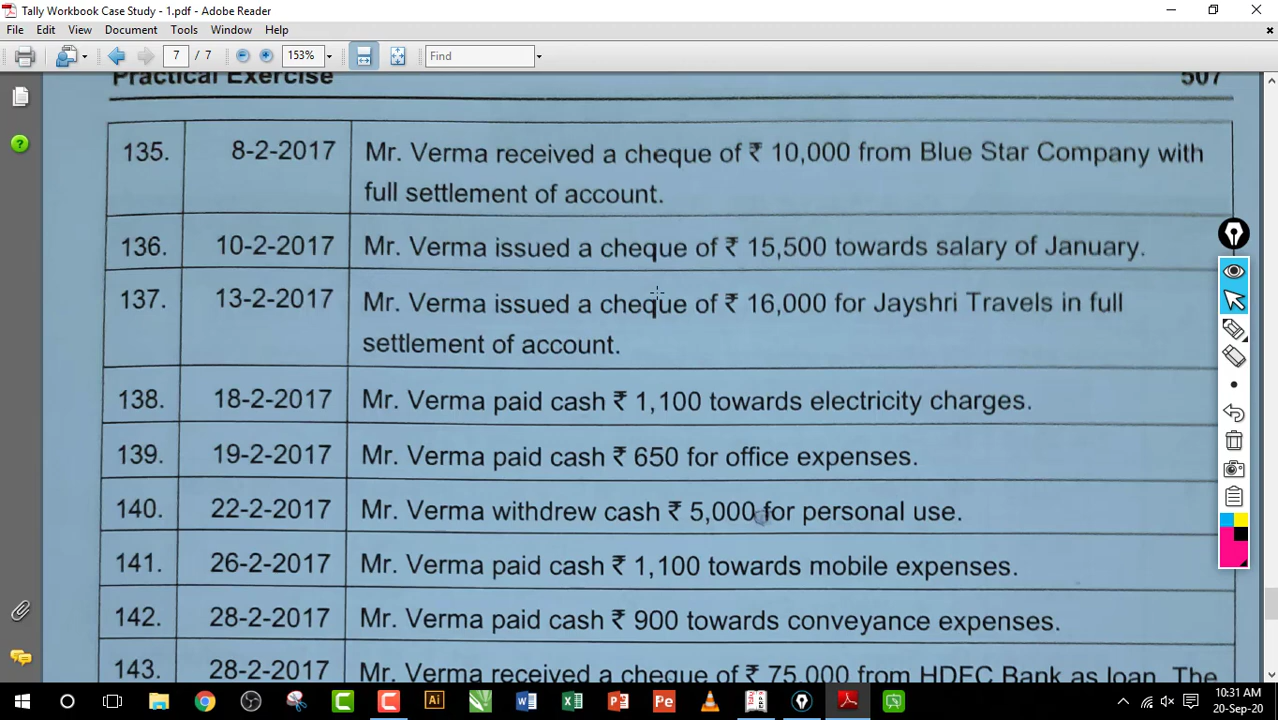 Tally Workbook Case Study - 1.pdf - Adobe Reader
File Edit View Document Tools Window Help
7 / 7 153% Find
Practical Exercise 507
135. 8-2-2017 Mr. Verma received a cheque of ₹ 10,000 from Blue Star Company with
full settlement of account.
136. 10-2-2017 Mr. Verma issued a cheque of ₹ 15,500 towards salary of January.
137. 13-2-2017 Mr. Verma issued a cheque of ₹ 16,000 for Jayshri Travels in full
settlement of account.
138. 18-2-2017 Mr. Verma paid cash ₹ 1,100 towards electricity charges.
139. 19-2-2017 Mr. Verma paid cash ₹ 650 for office expenses.
140. 22-2-2017 Mr. Verma withdrew cash ₹ 5,000 for personal use.
141. 26-2-2017 Mr. Verma paid cash ₹ 1,100 towards mobile expenses.
142. 28-2-2017 Mr. Verma paid cash ₹ 900 towards conveyance expenses.
143. 28-2-2017 Mr. Verma received a cheque of ₹ 75,000 from HDFC Bank as loan. The
Ai W X P Pe
10:31 AM
20-Sep-20